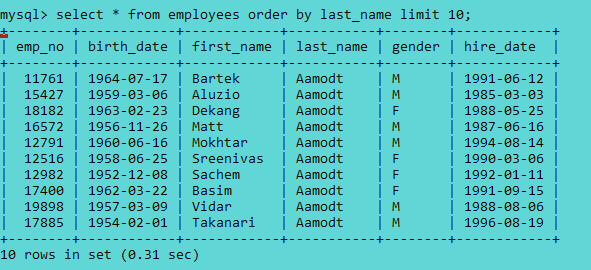 mysql> select * from employees order by last_name limit 10;
+--------+------------+------------+-----------+--------+------------+
| emp_no | birth_date | first_name | last_name | gender | hire_date  |
+--------+------------+------------+-----------+--------+------------+
|  11761 | 1964-07-17 | Bartek     | Aamodt    | M      | 1991-06-12 |
|  15427 | 1959-03-06 | Aluzio     | Aamodt    | M      | 1985-03-03 |
|  18182 | 1963-02-23 | Dekang     | Aamodt    | F      | 1988-05-25 |
|  16572 | 1956-11-26 | Matt       | Aamodt    | M      | 1987-06-16 |
|  12791 | 1960-06-16 | Mokhtar    | Aamodt    | M      | 1994-08-14 |
|  12516 | 1958-06-25 | Sreenivas  | Aamodt    | F      | 1990-03-06 |
|  12982 | 1952-12-08 | Sachem     | Aamodt    | F      | 1992-01-11 |
|  17400 | 1962-03-22 | Basim      | Aamodt    | F      | 1991-09-15 |
|  19898 | 1957-03-09 | Vidar      | Aamodt    | M      | 1988-08-06 |
|  17885 | 1954-02-01 | Takanari   | Aamodt    | M      | 1996-08-19 |
+--------+------------+------------+-----------+--------+------------+
10 rows in set (0.31 sec)